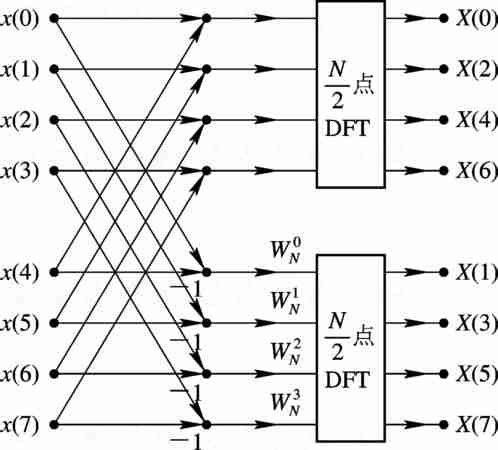 x(0) X(0)
x(1) X(2)
x(2) X(4)
x(3) X(6)
N/2 点
DFT
x(4) −1 W_N^0 X(1)
x(5) −1 W_N^1 X(3)
x(6) −1 W_N^2 X(5)
x(7) −1 W_N^3 X(7)
N/2 点
DFT